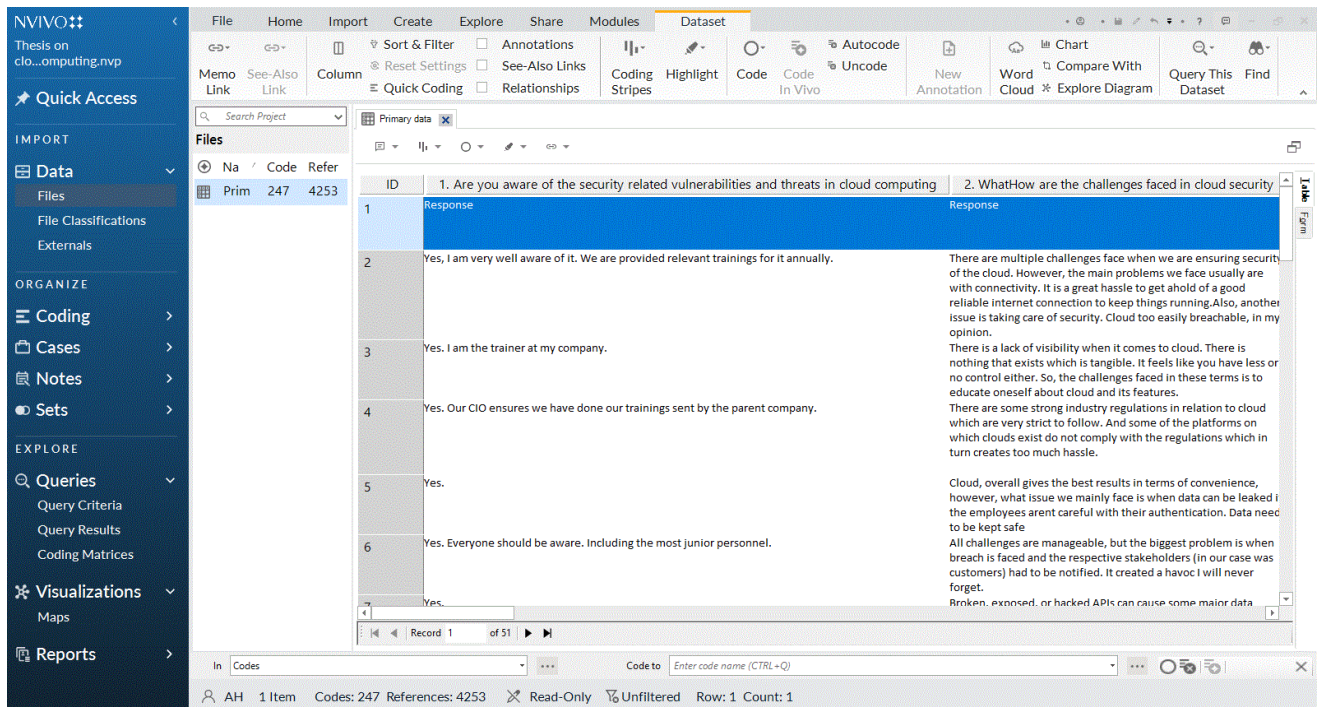 NVIVO
Thesis on
clo...omputing.nvp
Quick Access
IMPORT
Data
Files
File Classifications
Externals
ORGANIZE
Coding
Cases
Notes
Sets
EXPLORE
Queries
Query Criteria
Query Results
Coding Matrices
Visualizations
Maps
Reports
File Home Import Create Explore Share Modules Dataset
Memo Link
See-Also Link
Column
Sort & Filter
Reset Settings
Quick Coding
Annotations
See-Also Links
Relationships
Coding Stripes
Highlight
Code
Code In Vivo
Autocode
Uncode
New Annotation
Word Cloud
Chart
Compare With
Explore Diagram
Query This Dataset
Find
Search Project
Files
Na Code Refer
Prim 247 4253
Primary data
ID 1. Are you aware of the security related vulnerabilities and threats in cloud computing 2. WhatHow are the challenges faced in cloud security
1 Response Response
2 Yes, I am very well aware of it. We are provided relevant trainings for it annually.
There are multiple challenges face when we are ensuring security
of the cloud. However, the main problems we face usually are
with connectivity. It is a great hassle to get ahold of a good
reliable internet connection to keep things running.Also, another
issue is taking care of security. Cloud too easily breachable, in my
opinion.
3 Yes. I am the trainer at my company.
There is a lack of visibility when it comes to cloud. There is
nothing that exists which is tangible. It feels like you have less or
no control either. So, the challenges faced in these terms is to
educate oneself about cloud and its features.
4 Yes. Our CIO ensures we have done our trainings sent by the parent company.
There are some strong industry regulations in relation to cloud
which are very strict to follow. And some of the platforms on
which clouds exist do not comply with the regulations which in
turn creates too much hassle.
5 Yes.
Cloud, overall gives the best results in terms of convenience,
however, what issue we mainly face is when data can be leaked i
the employees arent careful with their authentication. Data need
to be kept safe
6 Yes. Everyone should be aware. Including the most junior personnel.
All challenges are manageable, but the biggest problem is when
breach is faced and the respective stakeholders (in our case was
customers) had to be notified. It created a havoc I will never
forget.
7 Yes.
Broken, exposed, or hacked APIs can cause some major data
Table
Form
Record 1 of 51
In Codes
Code to Enter code name (CTRL+Q)
AH 1 Item Codes: 247 References: 4253 Read-Only Unfiltered Row: 1 Count: 1